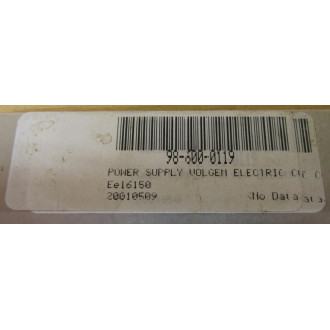 98-600-0119
POWER SUPPLY VOLGEN ELECTRIC
Ee16150
20010509 <No Data